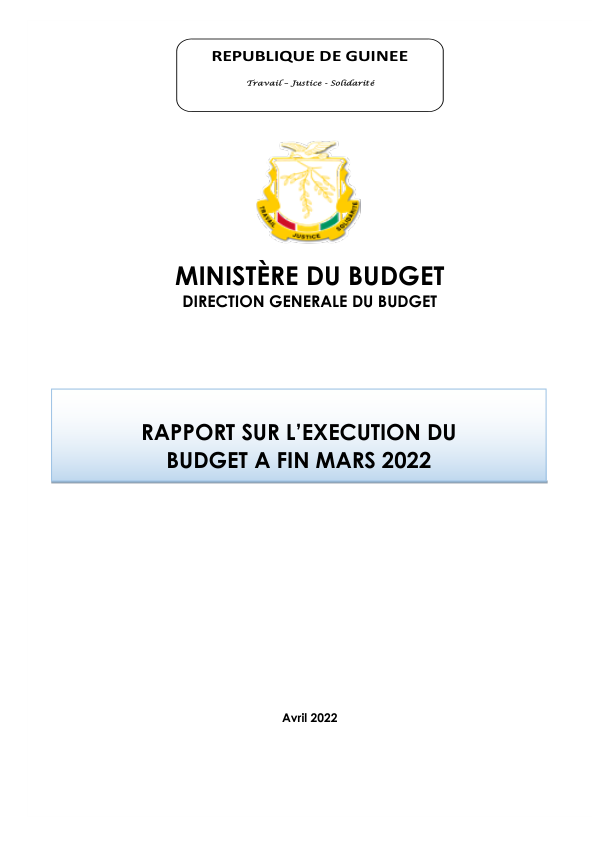 REPUBLIQUE DE GUINEE
Travail – Justice - Solidarité
TRAVAIL
JUSTICE
SOLIDARITÉ
MINISTÈRE DU BUDGET
DIRECTION GENERALE DU BUDGET
RAPPORT SUR L’EXECUTION DU
BUDGET A FIN MARS 2022
Avril 2022